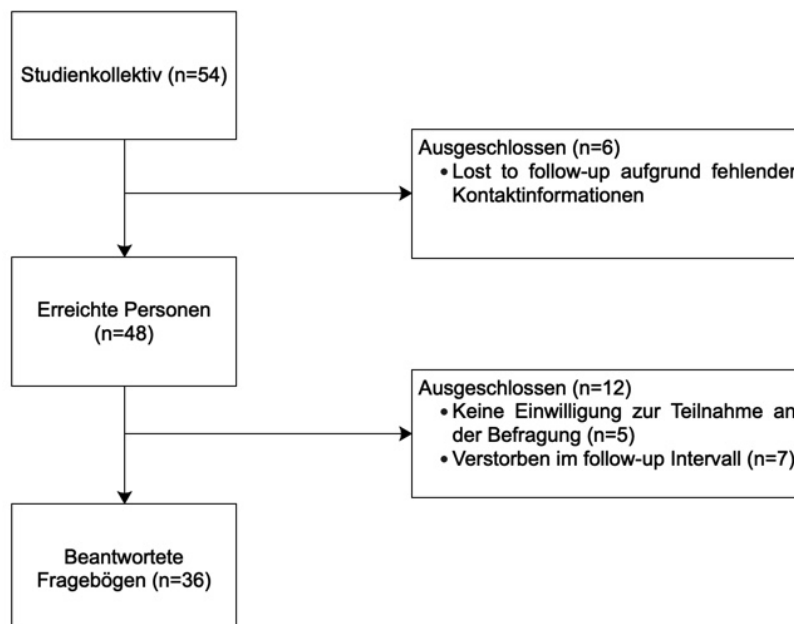 Studienkollektiv (n=54)
Ausgeschlossen (n=6)
• Lost to follow-up aufgrund fehlender
Kontaktinformationen
Erreichte Personen
(n=48)
Ausgeschlossen (n=12)
• Keine Einwilligung zur Teilnahme an
der Befragung (n=5)
• Verstorben im follow-up Intervall (n=7)
Beantwortete
Fragebögen (n=36)